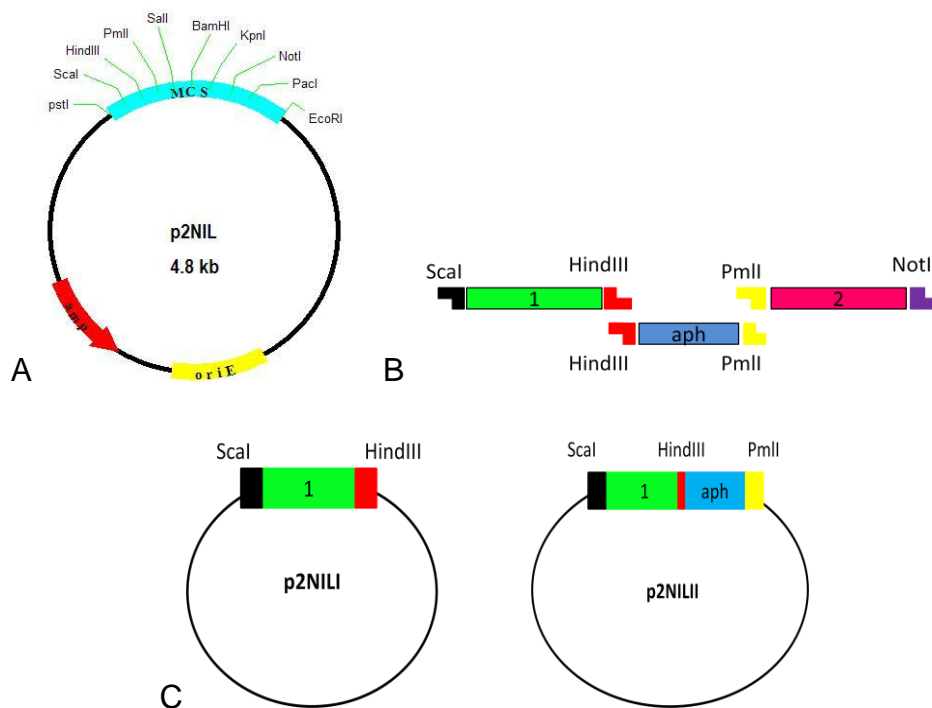 SalI
BamHI
PmlI
KpnI
HindIII
NotI
ScaI
PacI
MCS
pstI
EcoRI
p2NIL
4.8 kb
amp
oriE
A
ScaI
HindIII
PmlI
NotI
1
2
aph
HindIII
PmlI
B
ScaI
HindIII
1
p2NILI
ScaI
HindIII
PmlI
1
aph
p2NILII
C